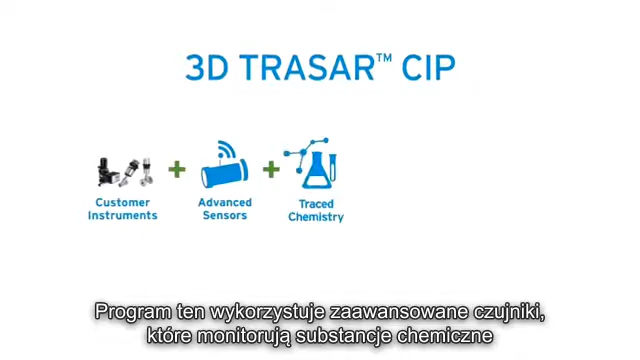 3D TRASAR™ CIP
Customer
Instruments
+
Advanced
Sensors
+
Traced
Chemistry
Program ten wykorzystuje zaawansowane czujniki,
które monitorują substancje chemiczne